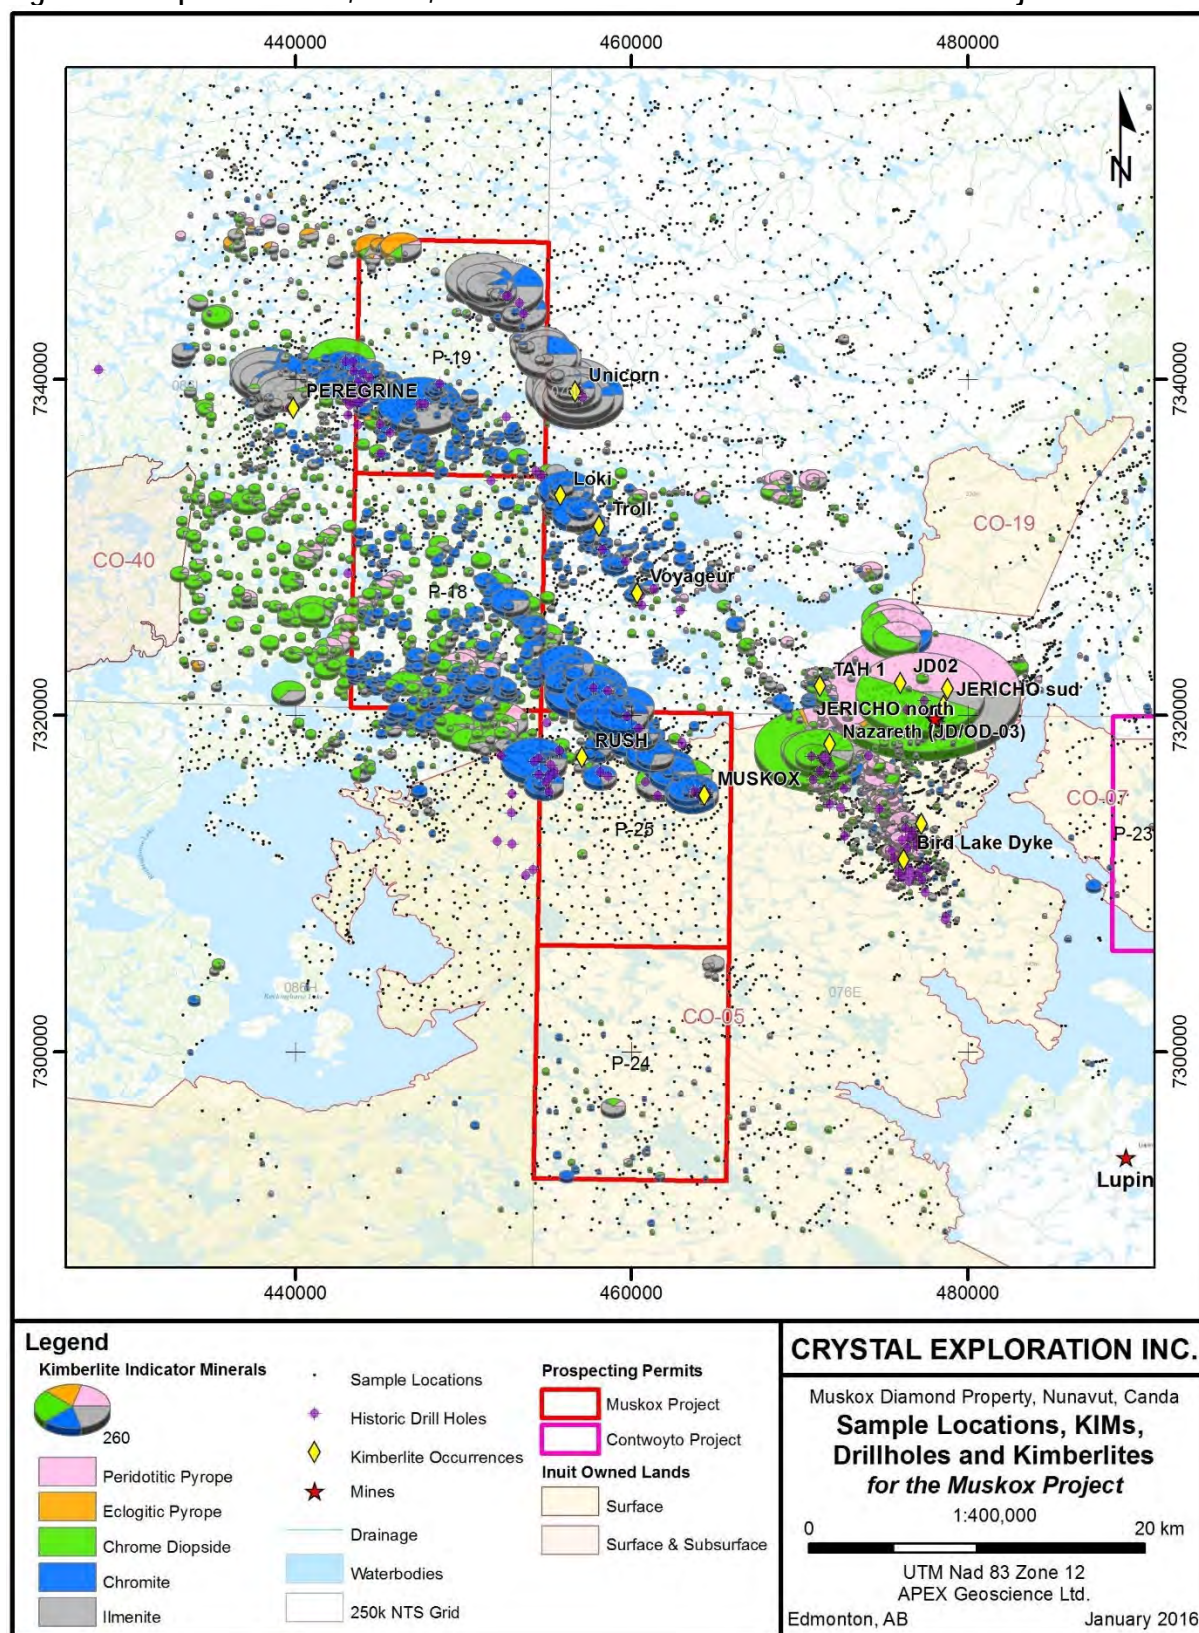 440000 460000 480000
N
P-19
7340000 7340000
Unicorn
PEREGRINE
Loki
CO-19
Troll
CO-40
Voyageur
P-18
TAH 1 JD02
JERICHO sud
7320000 7320000
JERICHO north
Nazareth (JD/OD-03)
RUSH
MUSKOX
CO-07
P-25 P-23
Bird Lake Dyke
086H 076E
CO-05
7300000 7300000
P-24
Lupin
440000 460000 480000
Legend
Kimberlite Indicator Minerals
260
Peridotitic Pyrope
Eclogitic Pyrope
Chrome Diopside
Chromite
Ilmenite
Sample Locations
Historic Drill Holes
Kimberlite Occurrences
Mines
Drainage
Waterbodies
250k NTS Grid
Prospecting Permits
Muskox Project
Contwoyto Project
Inuit Owned Lands
Surface
Surface & Subsurface
CRYSTAL EXPLORATION INC.
Muskox Diamond Property, Nunavut, Canda
Sample Locations, KIMs,
Drillholes and Kimberlites
for the Muskox Project
1:400,000
0 20 km
UTM Nad 83 Zone 12
APEX Geoscience Ltd.
Edmonton, AB January 2016